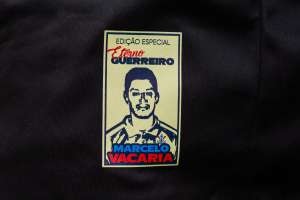 EDIÇÃO ESPECIAL
Eterno
GUERREIRO
MARCELO
VACARIA